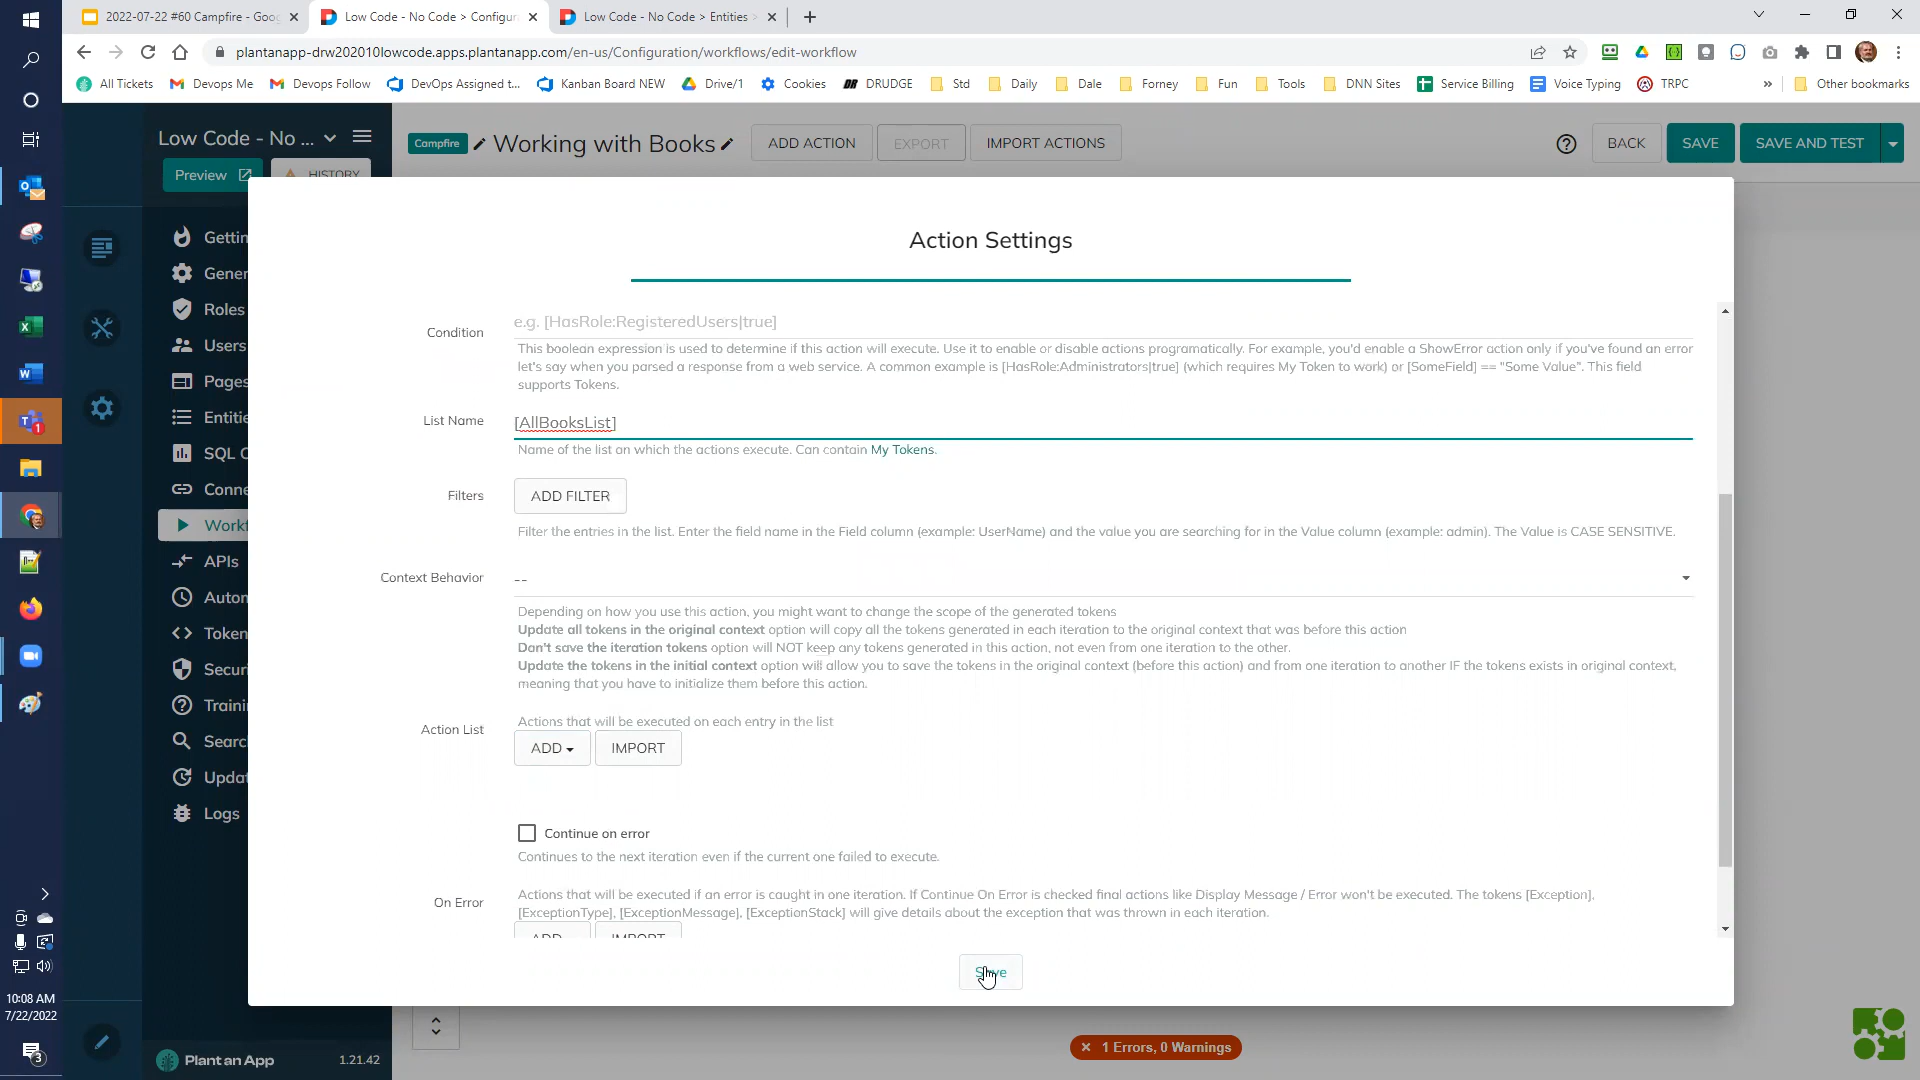 2022-07-22 #60 Campfire - Goog
Low Code - No Code > Configur
Low Code - No Code > Entities >
plantanapp-drw202010lowcode.apps.plantanapp.com/en-us/Configuration/workflows/edit-workflow
All Tickets
Devops Me
Devops Follow
DevOps Assigned t...
Kanban Board NEW
Drive/1
Cookies
DRUDGE
Std
Daily
Dale
Forney
Fun
Tools
DNN Sites
Service Billing
Voice Typing
TRPC
»
Other bookmarks
Low Code - No ...
Campfire
Working with Books
ADD ACTION
EXPORT
IMPORT ACTIONS
BACK
SAVE
SAVE AND TEST
Preview
HISTORY
Action Settings
Gettin
Gener
Roles
Users
Pages
Entitie
SQL C
Conne
Workf
APIs
Autom
Token
Securi
Traini
Searc
Updat
Logs
Condition
e.g. [HasRole:RegisteredUsers|true]
This boolean expression is used to determine if this action will execute. Use it to enable or disable actions programatically. For example, you'd enable a ShowError action only if you've found an error
let's say when you parsed a response from a web service. A common example is [HasRole:Administrators|true] (which requires My Token to work) or [SomeField] == "Some Value". This field
supports Tokens.
List Name
[AllBooksList]
Name of the list on which the actions execute. Can contain My Tokens.
Filters
ADD FILTER
Filter the entries in the list. Enter the field name in the Field column (example: UserName) and the value you are searching for in the Value column (example: admin). The Value is CASE SENSITIVE.
Context Behavior
--
Depending on how you use this action, you might want to change the scope of the generated tokens
Update all tokens in the original context option will copy all the tokens generated in each iteration to the original context that was before this action
Don't save the iteration tokens option will NOT keep any tokens generated in this action, not even from one iteration to the other.
Update the tokens in the initial context option will allow you to save the tokens in the original context (before this action) and from one iteration to another IF the tokens exists in original context,
meaning that you have to initialize them before this action.
Action List
Actions that will be executed on each entry in the list
ADD
IMPORT
Continue on error
Continues to the next iteration even if the current one failed to execute.
On Error
Actions that will be executed if an error is caught in one iteration. If Continue On Error is checked final actions like Display Message / Error won't be executed. The tokens [Exception],
[ExceptionType], [ExceptionMessage], [ExceptionStack] will give details about the exception that was thrown in each iteration.
ADD
IMPORT
Save
1 Errors, 0 Warnings
Plant an App
1.21.42
10:08 AM
7/22/2022
3